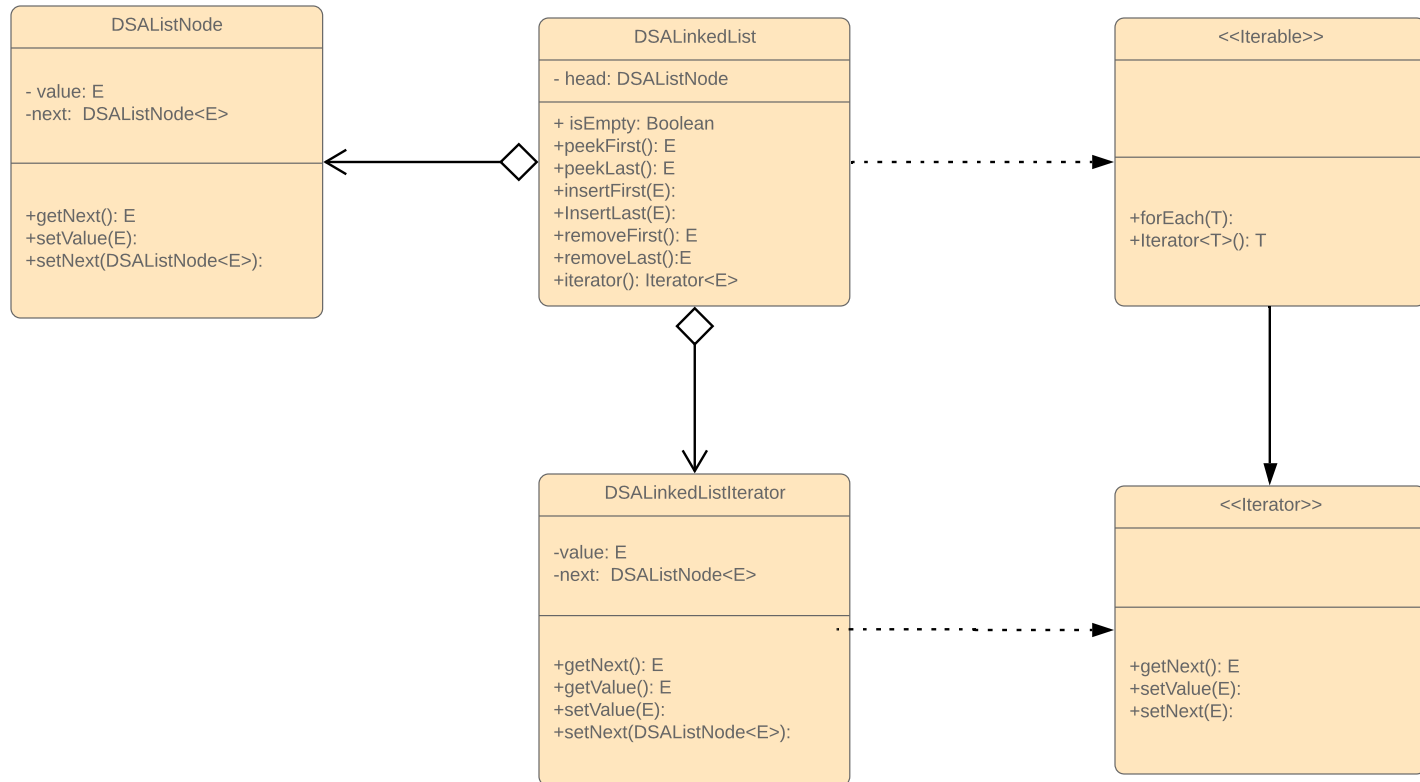 DSAListNode
- value: E
-next:  DSAListNode<E>
+getNext(): E
+setValue(E):
+setNext(DSAListNode<E>):
DSALinkedList
- head: DSAListNode
+ isEmpty: Boolean
+peekFirst(): E
+peekLast(): E
+insertFirst(E):
+InsertLast(E):
+removeFirst(): E
+removeLast():E
+iterator(): Iterator<E>
<<Iterable>>
+forEach(T):
+Iterator<T>(): T
DSALinkedListIterator
-value: E
-next:  DSAListNode<E>
+getNext(): E
+getValue(): E
+setValue(E):
+setNext(DSAListNode<E>):
<<Iterator>>
+getNext(): E
+setValue(E):
+setNext(E):